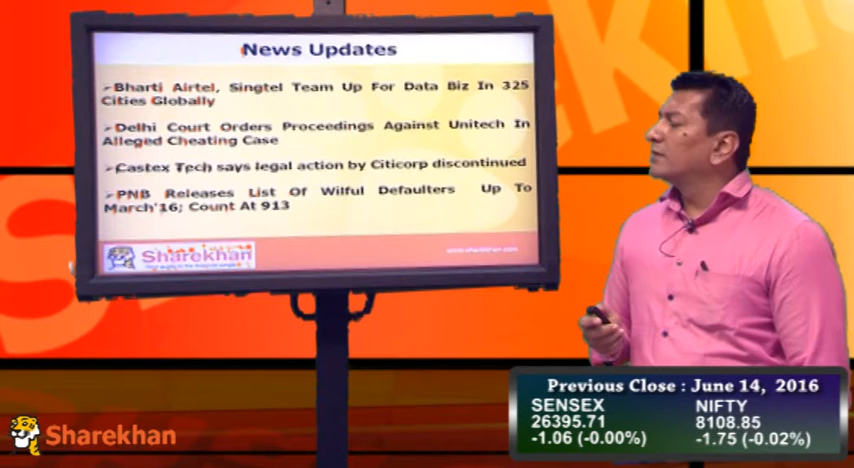 News Updates
➢Bharti Airtel, Singtel Team Up For Data Biz In 325
Cities Globally
➢Delhi Court Orders Proceedings Against Unitech In
Alleged Cheating Case
➢Castex Tech says legal action by Citicorp discontinued
➢PNB Releases List Of Wilful Defaulters Up To
March'16; Count At 913
Sharekhan
www.sharekhan.com
Previous Close : June 14, 2016
SENSEX
26395.71
-1.06 (-0.00%)
NIFTY
8108.85
-1.75 (-0.02%)
Sharekhan